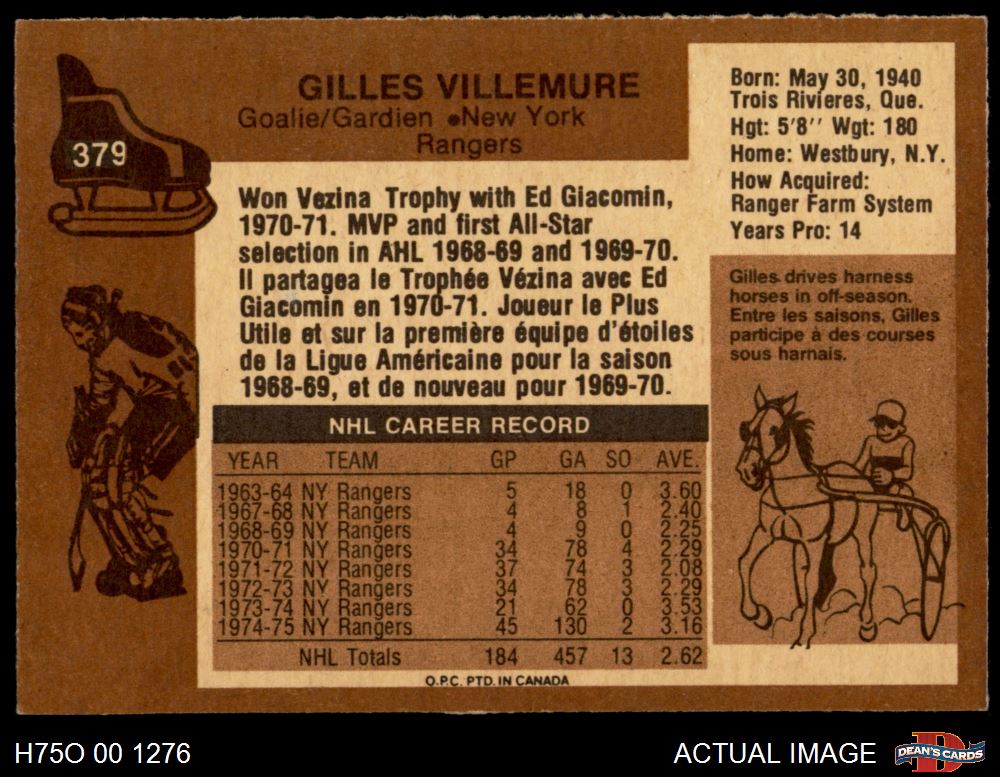 379
GILLES VILLEMURE
Goalie/Gardien •New York
Rangers
Born: May 30, 1940
Trois Rivieres, Que.
Hgt: 5'8'' Wgt: 180
Home: Westbury, N.Y.
How Acquired:
Ranger Farm System
Years Pro: 14
Won Vezina Trophy with Ed Giacomin,
1970-71. MVP and first All-Star
selection in AHL 1968-69 and 1969-70.
Il partagea le Trophée Vézina avec Ed
Giacomin en 1970-71. Joueur le Plus
Utile et sur la première équipe d'étoiles
de la Ligue Américaine pour la saison
1968-69, et de nouveau pour 1969-70.
Gilles drives harness
horses in off-season.
Entre les saisons, Gilles
participe à des courses
sous harnais.
NHL CAREER RECORD
YEAR TEAM GP GA SO AVE.
1963-64 NY Rangers 5 18 0 3.60
1967-68 NY Rangers 4 8 1 2.40
1968-69 NY Rangers 4 9 0 2.25
1970-71 NY Rangers 34 78 4 2.29
1971-72 NY Rangers 37 74 3 2.08
1972-73 NY Rangers 34 78 3 2.29
1973-74 NY Rangers 21 62 0 3.53
1974-75 NY Rangers 45 130 2 3.16
NHL Totals 184 457 13 2.62
O.P.C. PTD. IN CANADA
H75O 00 1276
ACTUAL IMAGE
DEAN'S CARDS